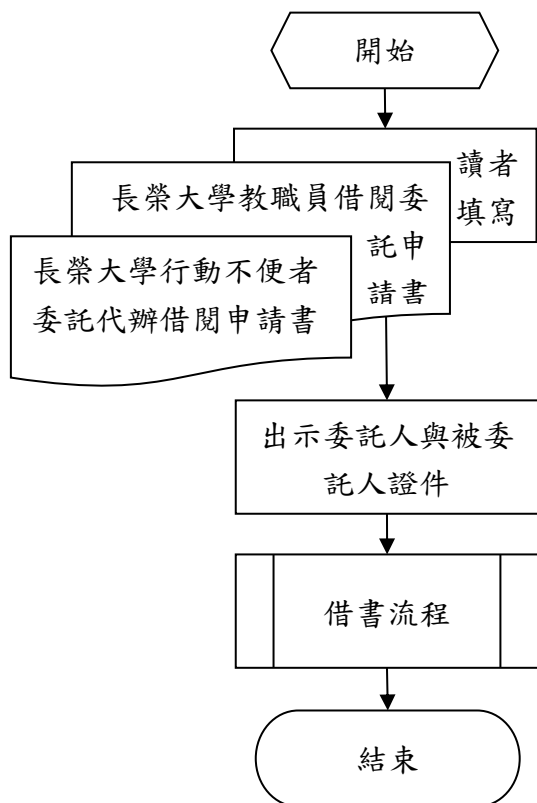 開始
讀者
填寫
長榮大學教職員借閱委
託申
請書
長榮大學行動不便者
委託代辦借閱申請書
出示委託人與被委
託人證件
借書流程
結束